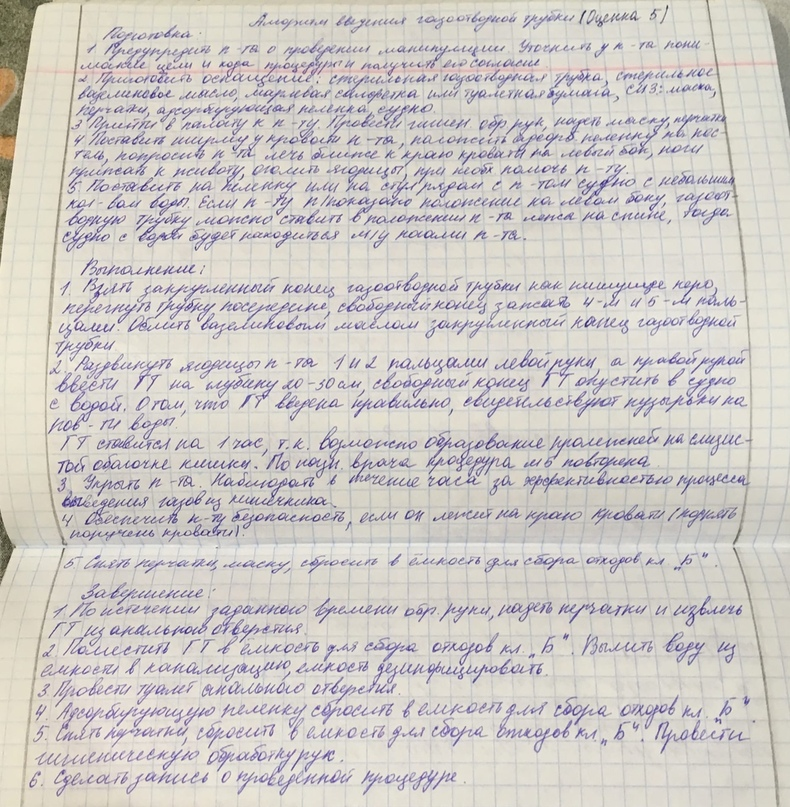 Алгоритм введения газоотводной трубки (Оценка 5)
Подготовка:
1. Предупредить п-та о проведении манипуляции. Уточнить у п-та пони-
мание цели и хода процедуры и получить его согласие.
2. Приготовить оснащение: стерильная газоотводная трубка, стерильное
вазелиновое масло, марлевая салфетка или туалетная бумага, СИЗ: маска,
перчатки, адсорбирующая пеленка, судно.
3 Прийти в палату к п-ту. Провести гигиен. обр. рук, надеть маску, перчатки
4 Поставить ширму у кровати п-та, положить адсорб. пеленку на пос-
тель, попросить п-та лечь ближе к краю кровати на левый бок, ноги
прижать к животу, оголить ягодицы, при необх помочь п-ту.
5. Поставить на пеленку или на стул рядом с п-том судно с небольшим
кол-вом воды. Если п-ту п/показано положение на левом боку, газоот-
водную трубку можно ставить в положении п-та лежа на спине, тогда
судно с водой будет находиться м/у ногами п-та.
Выполнение:
1. Взять закругленный конец газоотводной трубки как пишущее перо,
перегнуть трубку посередине, свободный конец зажать 4-м и 5-м паль-
цами Облить вазелиновым маслом закругленный конец газоотводной
трубки
2 Раздвинуть ягодицы п-та 1 и 2 пальцами левой руки, а правой рукой
ввести ГТ на глубину 20-30 см, свободный конец ГТ опустить в судно
с водой. О том, что ГТ введена правильно, свидетельствуют пузырьки на
пов-ти воды.
ГТ ставится на 1 час, т.к. возможно образование пролежней на слизис-
той оболочке кишки. По назн. врача процедура мб повторена.
3. Укрыть п-та. Наблюдать в течение часа за эффективностью процесса
выведения газов из кишечника.
4 Обеспечить п-ту безопасность, если он лежит на краю кровати (поднять
поручень кровати).
5 Снять перчатки, маску, сбросить в ёмкость для сбора отходов кл. „Б".
Завершение:
1. По истечении заданного времени обр. руки, надеть перчатки и извлечь
ГТ из анального отверстия.
2. Поместить ГТ в емкость для сбора отходов кл. „Б". Вылить воду из
емкости в канализацию, емкость дезинфицировать.
3 Провести туалет анального отверстия.
4. Адсорбирующую пеленку сбросить в емкость для сбора отходов кл. „Б".
5. Снять перчатки, сбросить в емкость для сбора отходов кл. „Б". Провести
гигиеническую обработку рук.
6. Сделать запись о проведенной процедуре.